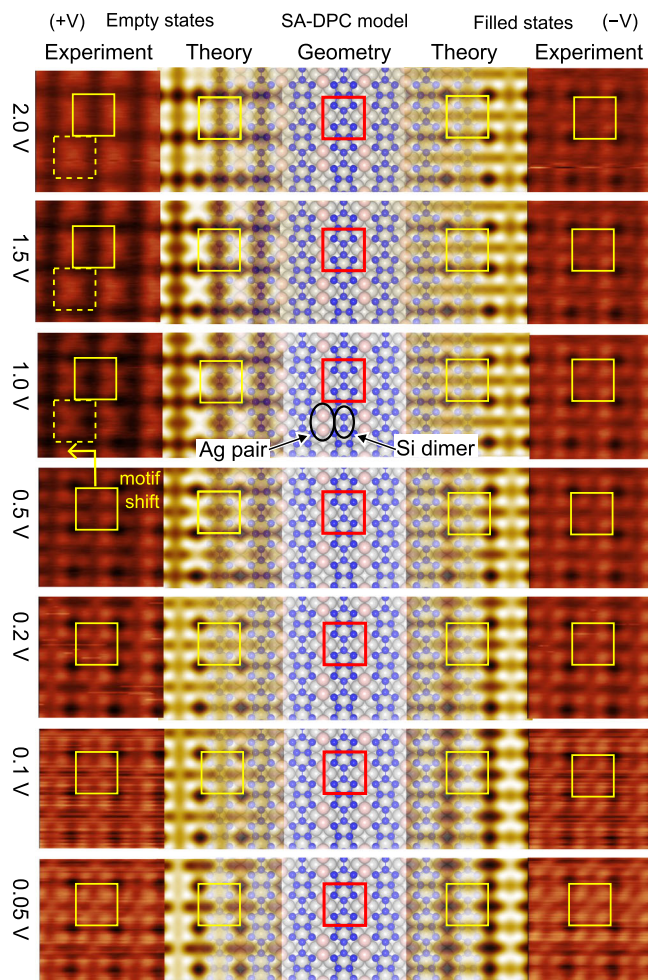 (+V) Empty states SA-DPC model Filled states (−V)
Experiment Theory Geometry Theory Experiment
2.0 V
1.5 V
1.0 V
Ag pair Si dimer
motif
shift
0.5 V
0.2 V
0.1 V
0.05 V